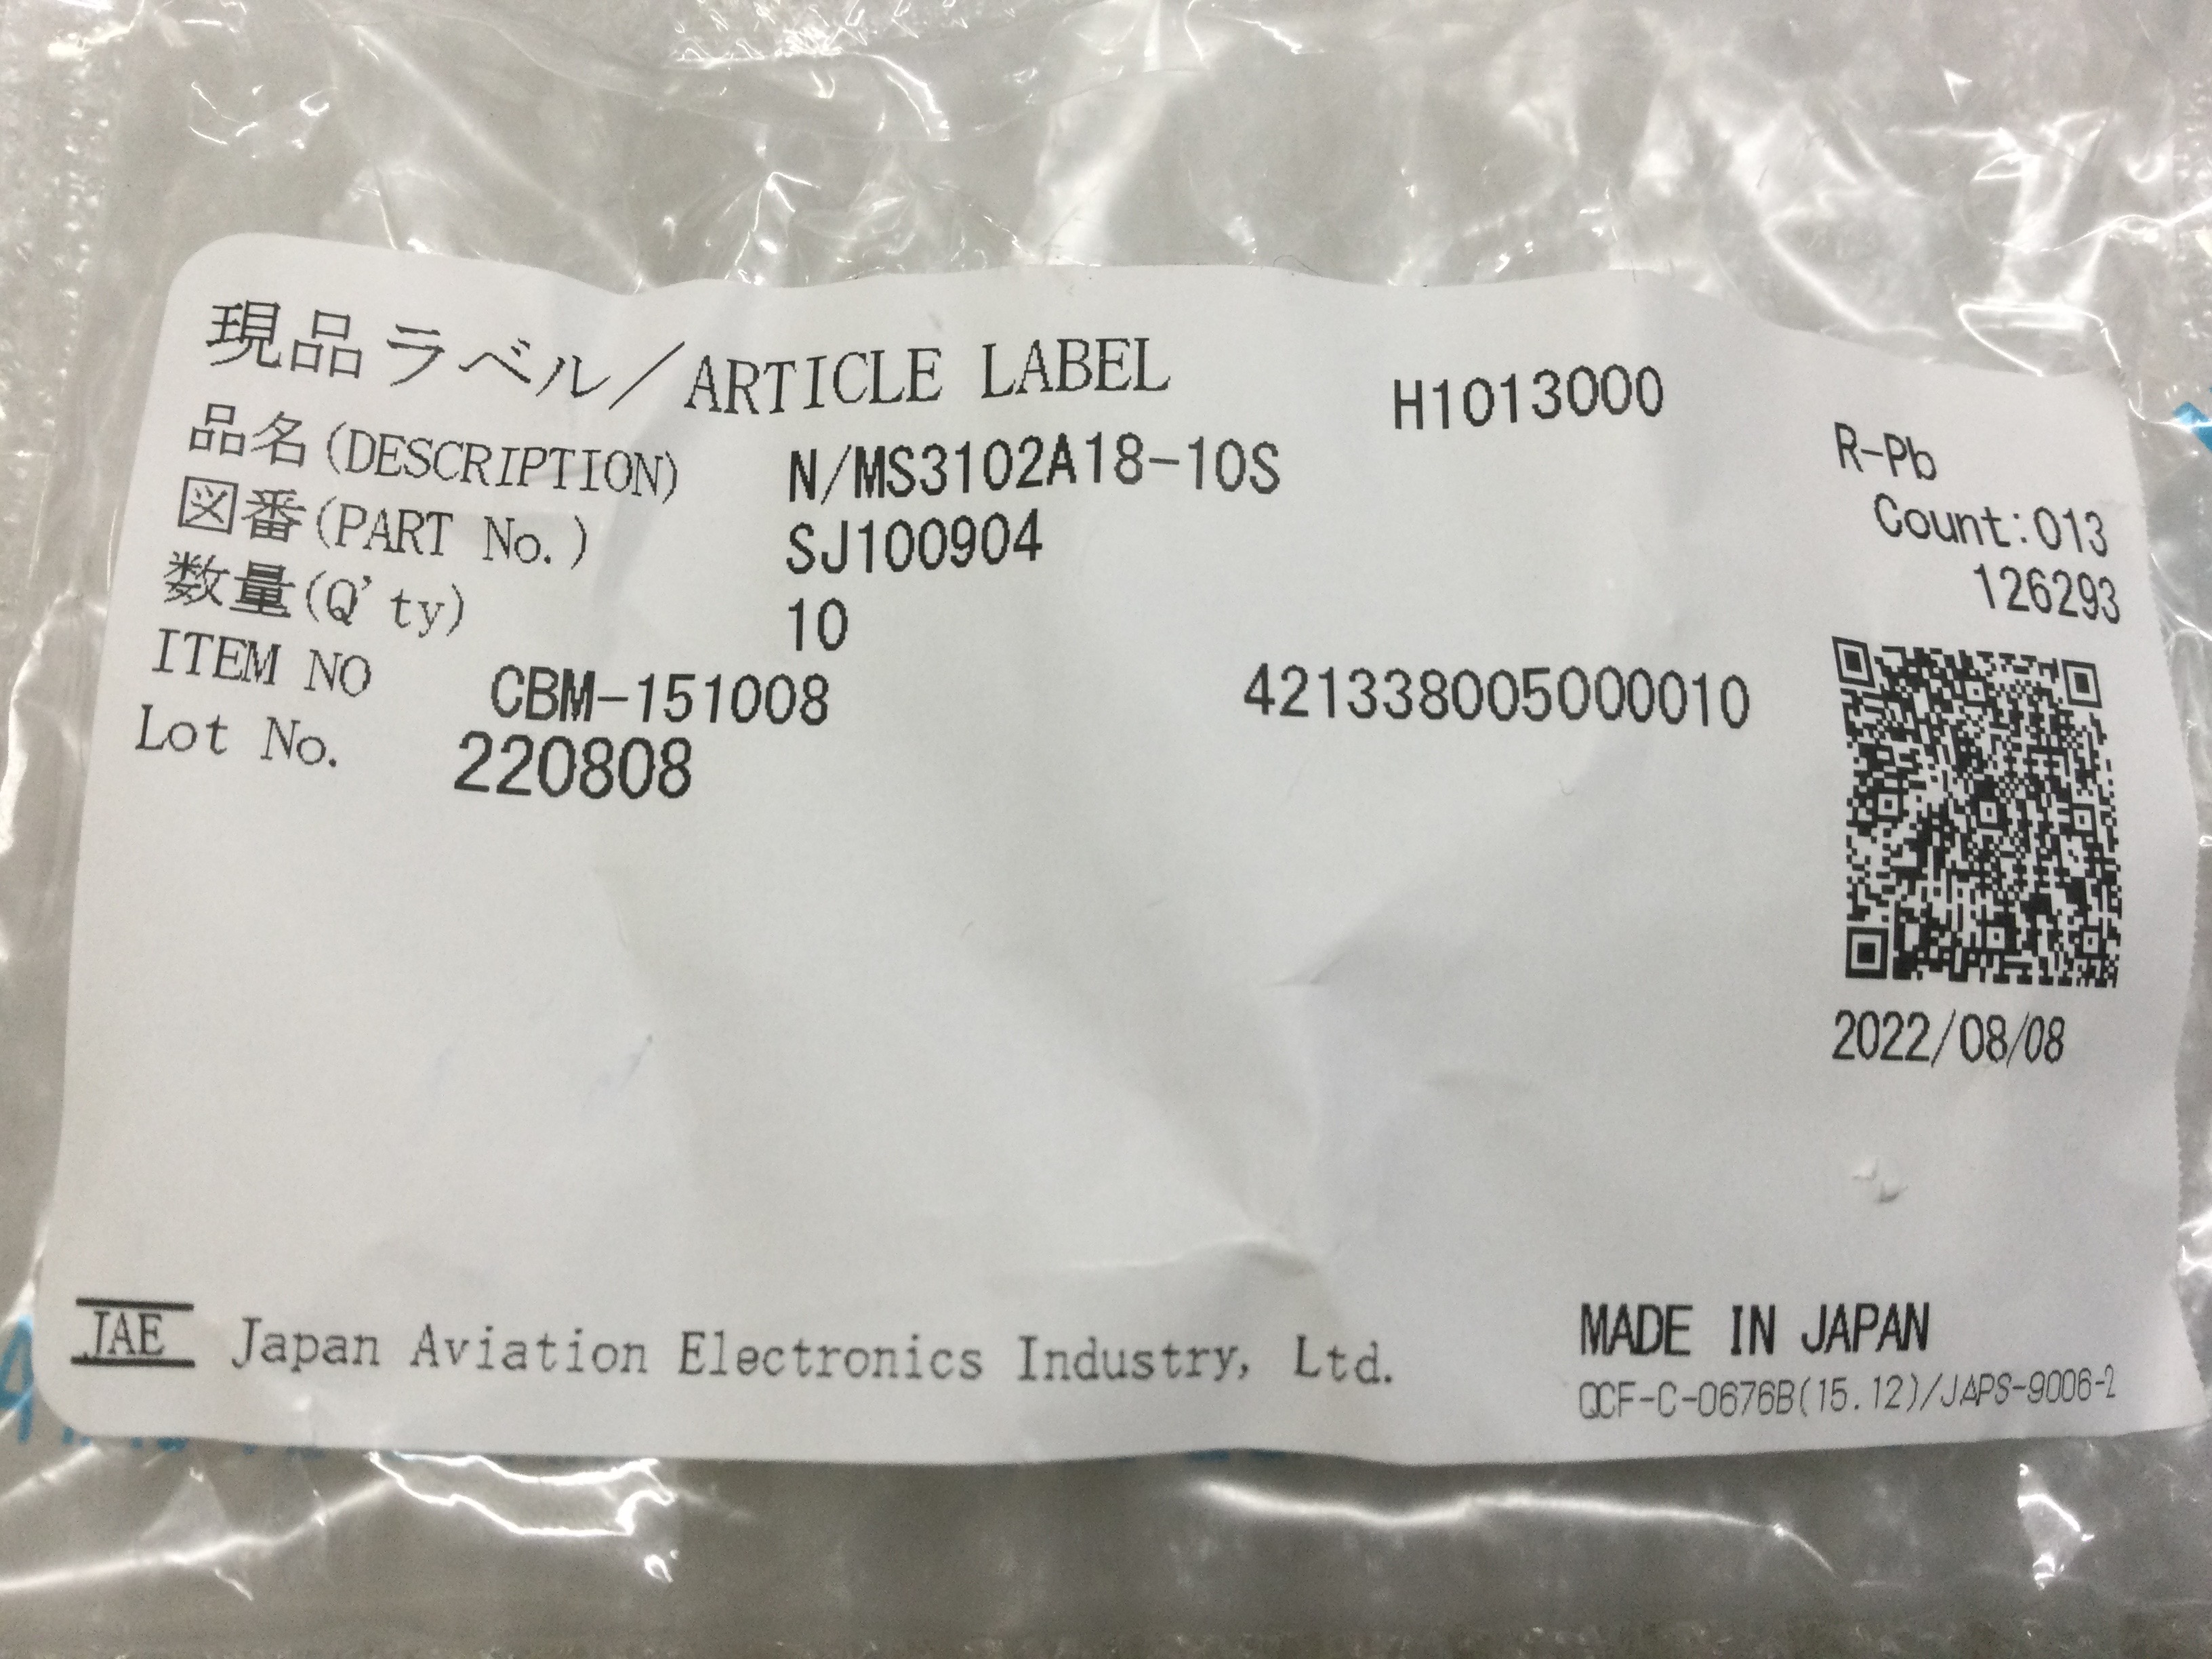 現品ラベル／ARTICLE LABEL
H1013000
R-Pb
品名(DESCRIPTION) N/MS3102A18-10S
Count:013
図番(PART No.) SJ100904
126293
数量(Q'ty) 10
ITEM NO CBM-151008 421338005000010
Lot No. 220808
2022/08/08
JAE Japan Aviation Electronics Industry, Ltd.
MADE IN JAPAN
QCF-C-0676B(15.12)/JAPS-9006-2